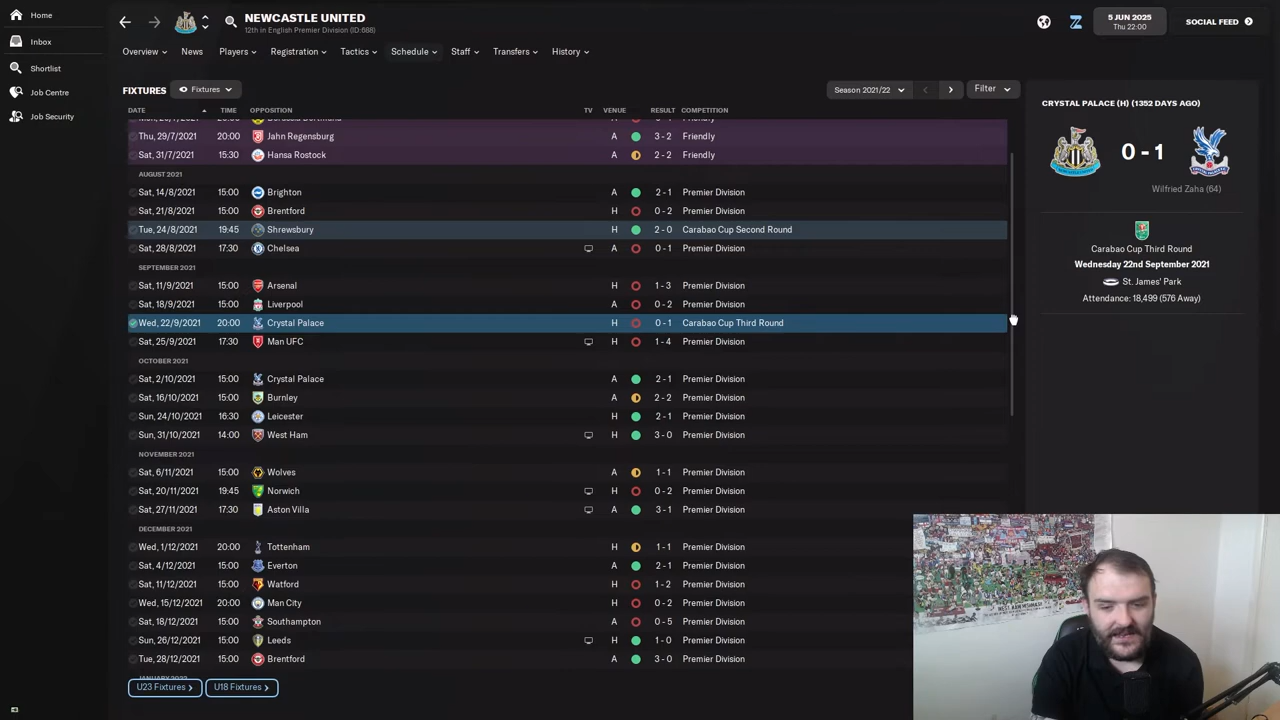 Home
Inbox
Shortlist
Job Centre
Job Security
NEWCASTLE UNITED
12th in English Premier Division (ID:688)
5 JUN 2025
Thu 22:00
SOCIAL FEED
Overview News Players Registration Tactics Schedule Staff Transfers History
FIXTURES Fixtures Season 2021/22 Filter
DATE TIME OPPOSITION TV VENUE RESULT COMPETITION
Thu, 29/7/2021 20:00 Jahn Regensburg A 3 - 2 Friendly
Sat, 31/7/2021 15:30 Hansa Rostock A 2 - 2 Friendly
AUGUST 2021
Sat, 14/8/2021 15:00 Brighton A 2 - 1 Premier Division
Sat, 21/8/2021 15:00 Brentford H 0 - 2 Premier Division
Tue, 24/8/2021 19:45 Shrewsbury H 2 - 0 Carabao Cup Second Round
Sat, 28/8/2021 17:30 Chelsea A 0 - 1 Premier Division
SEPTEMBER 2021
Sat, 11/9/2021 15:00 Arsenal H 1 - 3 Premier Division
Sat, 18/9/2021 15:00 Liverpool A 0 - 2 Premier Division
Wed, 22/9/2021 20:00 Crystal Palace H 0 - 1 Carabao Cup Third Round
Sat, 25/9/2021 17:30 Man UFC H 1 - 4 Premier Division
OCTOBER 2021
Sat, 2/10/2021 15:00 Crystal Palace A 2 - 1 Premier Division
Sat, 16/10/2021 15:00 Burnley A 2 - 2 Premier Division
Sun, 24/10/2021 16:30 Leicester H 2 - 1 Premier Division
Sun, 31/10/2021 14:00 West Ham H 3 - 0 Premier Division
NOVEMBER 2021
Sat, 6/11/2021 15:00 Wolves A 1 - 1 Premier Division
Sat, 20/11/2021 19:45 Norwich H 0 - 2 Premier Division
Sat, 27/11/2021 17:30 Aston Villa A 3 - 1 Premier Division
DECEMBER 2021
Wed, 1/12/2021 20:00 Tottenham H 1 - 1 Premier Division
Sat, 4/12/2021 15:00 Everton A 2 - 1 Premier Division
Sat, 11/12/2021 15:00 Watford H 1 - 2 Premier Division
Wed, 15/12/2021 20:00 Man City H 0 - 2 Premier Division
Sat, 18/12/2021 15:00 Southampton A 0 - 5 Premier Division
Sun, 26/12/2021 15:00 Leeds H 1 - 0 Premier Division
Tue, 28/12/2021 15:00 Brentford A 3 - 0 Premier Division
U23 Fixtures U18 Fixtures
CRYSTAL PALACE (H) (1352 DAYS AGO)
0 - 1
Wilfried Zaha (64)
Carabao Cup Third Round
Wednesday 22nd September 2021
St. James' Park
Attendance: 18,499 (576 Away)